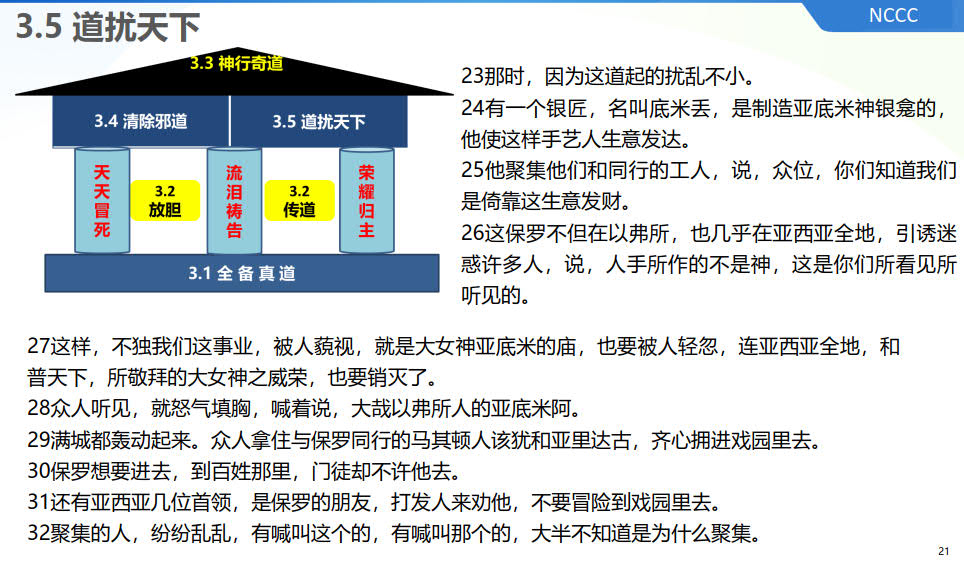 3.5 道扰天下
NCCC
3.3 神行奇道
3.4 清除邪道
3.5 道扰天下
天天冒死
3.2
放胆
流泪祷告
3.2
传道
荣耀归主
3.1 全备真道
23那时，因为这道起的扰乱不小。
24有一个银匠，名叫底米丢，是制造亚底米神银龛的，
他使这样手艺人生意发达。
25他聚集他们和同行的工人，说，众位，你们知道我们
是倚靠这生意发财。
26这保罗不但在以弗所，也几乎在亚西亚全地，引诱迷
惑许多人，说，人手所作的不是神，这是你们所看见所
听见的。
27这样，不独我们这事业，被人藐视，就是大女神亚底米的庙，也要被人轻忽，连亚西亚全地，和
普天下，所敬拜的大女神之威荣，也要销灭了。
28众人听见，就怒气填胸，喊着说，大哉以弗所人的亚底米阿。
29满城都轰动起来。众人拿住与保罗同行的马其顿人该犹和亚里达古，齐心拥进戏园里去。
30保罗想要进去，到百姓那里，门徒却不许他去。
31还有亚西亚几位首领，是保罗的朋友，打发人来劝他，不要冒险到戏园里去。
32聚集的人，纷纷乱乱，有喊叫这个的，有喊叫那个的，大半不知道是为什么聚集。
21